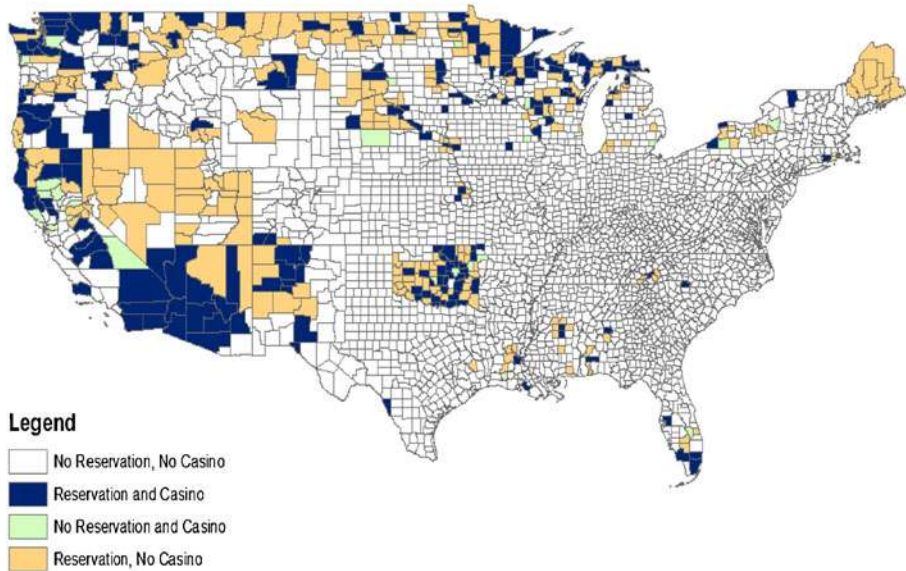 Legend
No Reservation, No Casino
Reservation and Casino
No Reservation and Casino
Reservation, No Casino